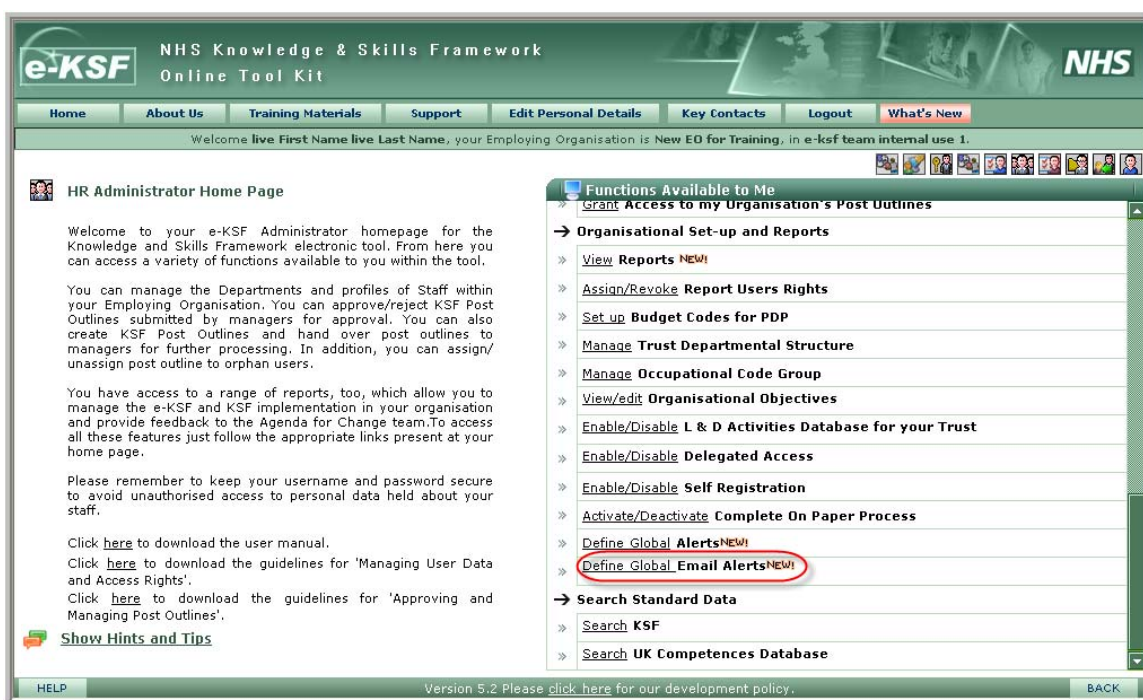 e-KSF
NHS Knowledge & Skills Framework
Online Tool Kit
NHS
Home About Us Training Materials Support Edit Personal Details Key Contacts Logout What's New
Welcome live First Name live Last Name, your Employing Organisation is New EO for Training, in e-ksf team internal use 1.
HR Administrator Home Page
Welcome to your e-KSF Administrator homepage for the
Knowledge and Skills Framework electronic tool. From here you
can access a variety of functions available to you within the tool.
You can manage the Departments and profiles of Staff within
your Employing Organisation. You can approve/reject KSF Post
Outlines submitted by managers for approval. You can also
create KSF Post Outlines and hand over post outlines to
managers for further processing. In addition, you can assign/
unassign post outline to orphan users.
You have access to a range of reports, too, which allow you to
manage the e-KSF and KSF implementation in your organisation
and provide feedback to the Agenda for Change team.To access
all these features just follow the appropriate links present at your
home page.
Please remember to keep your username and password secure
to avoid unauthorised access to personal data held about your
staff.
Click here to download the user manual.
Click here to download the guidelines for 'Managing User Data
and Access Rights'.
Click here to download the guidelines for 'Approving and
Managing Post Outlines'.
Show Hints and Tips
Functions Available to Me
Grant Access to my Organisation's Post Outlines
Organisational Set-up and Reports
View Reports NEW!
Assign/Revoke Report Users Rights
Set up Budget Codes for PDP
Manage Trust Departmental Structure
Manage Occupational Code Group
View/edit Organisational Objectives
Enable/Disable L & D Activities Database for your Trust
Enable/Disable Delegated Access
Enable/Disable Self Registration
Activate/Deactivate Complete On Paper Process
Define Global Alerts NEW!
Define Global Email Alerts NEW!
Search Standard Data
Search KSF
Search UK Competences Database
HELP
Version 5.2 Please click here for our development policy.
BACK